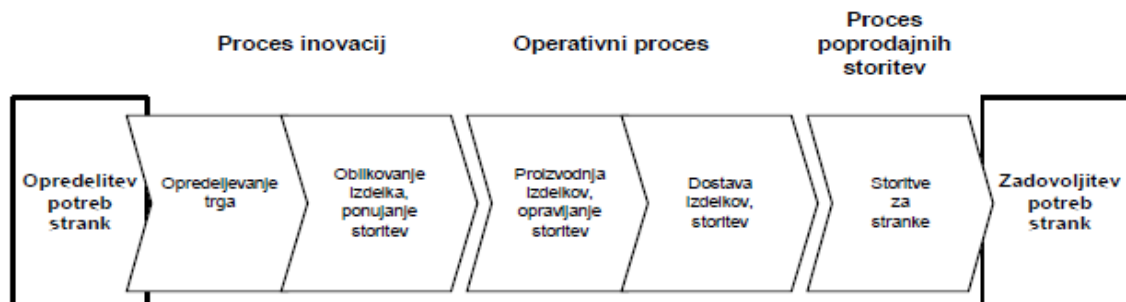 Proces inovacij
Operativni proces
Proces
poprodajnih
storitev
Opredelitev
potreb
strank
Opredeljevanje
trga
Oblikovanje
izdelka,
ponujanje
storitev
Proizvodnja
izdelkov,
opravljanje
storitev
Dostava
izdelkov,
storitev
Storitve
za
stranke
Zadovoljitev
potreb
strank